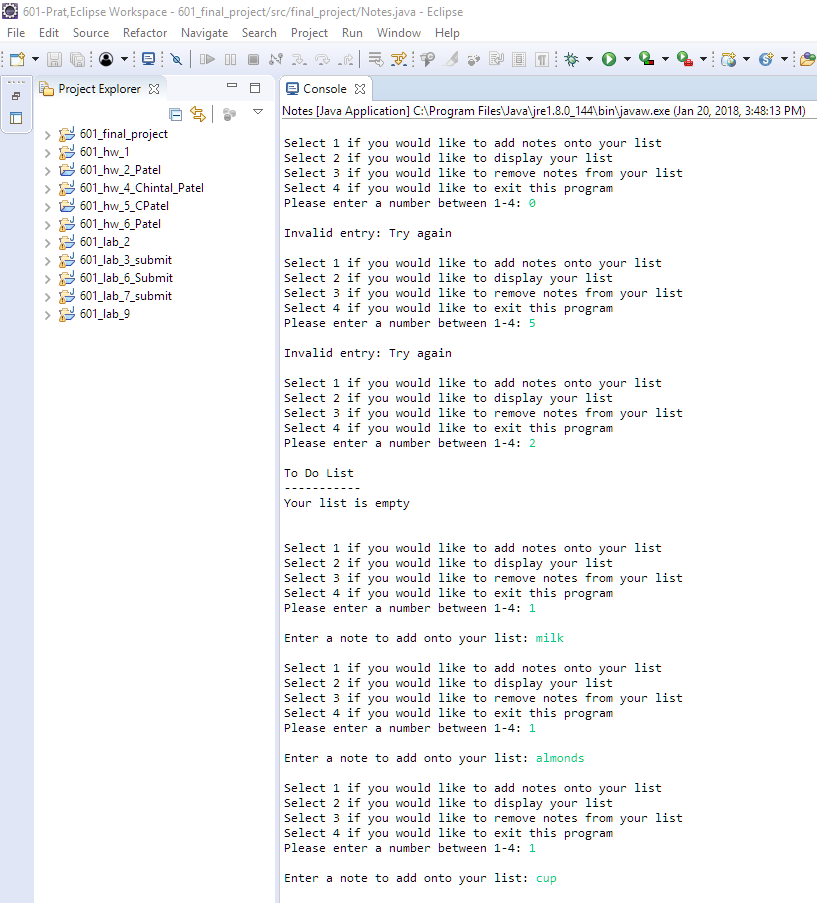 601-Prat,Eclipse Workspace - 601_final_project/src/final_project/Notes.java - Eclipse
File Edit Source Refactor Navigate Search Project Run Window Help
Project Explorer
601_final_project
601_hw_1
601_hw_2_Patel
601_hw_4_Chintal_Patel
601_hw_5_CPatel
601_hw_6_Patel
601_lab_2
601_lab_3_submit
601_lab_6_Submit
601_lab_7_submit
601_lab_9
Console
Notes [Java Application] C:\Program Files\Java\jre1.8.0_144\bin\javaw.exe (Jan 20, 2018, 3:48:13 PM)
Select 1 if you would like to add notes onto your list
Select 2 if you would like to display your list
Select 3 if you would like to remove notes from your list
Select 4 if you would like to exit this program
Please enter a number between 1-4: 0
Invalid entry: Try again
Select 1 if you would like to add notes onto your list
Select 2 if you would like to display your list
Select 3 if you would like to remove notes from your list
Select 4 if you would like to exit this program
Please enter a number between 1-4: 5
Invalid entry: Try again
Select 1 if you would like to add notes onto your list
Select 2 if you would like to display your list
Select 3 if you would like to remove notes from your list
Select 4 if you would like to exit this program
Please enter a number between 1-4: 2
To Do List
-----------
Your list is empty
Select 1 if you would like to add notes onto your list
Select 2 if you would like to display your list
Select 3 if you would like to remove notes from your list
Select 4 if you would like to exit this program
Please enter a number between 1-4: 1
Enter a note to add onto your list: milk
Select 1 if you would like to add notes onto your list
Select 2 if you would like to display your list
Select 3 if you would like to remove notes from your list
Select 4 if you would like to exit this program
Please enter a number between 1-4: 1
Enter a note to add onto your list: almonds
Select 1 if you would like to add notes onto your list
Select 2 if you would like to display your list
Select 3 if you would like to remove notes from your list
Select 4 if you would like to exit this program
Please enter a number between 1-4: 1
Enter a note to add onto your list: cup